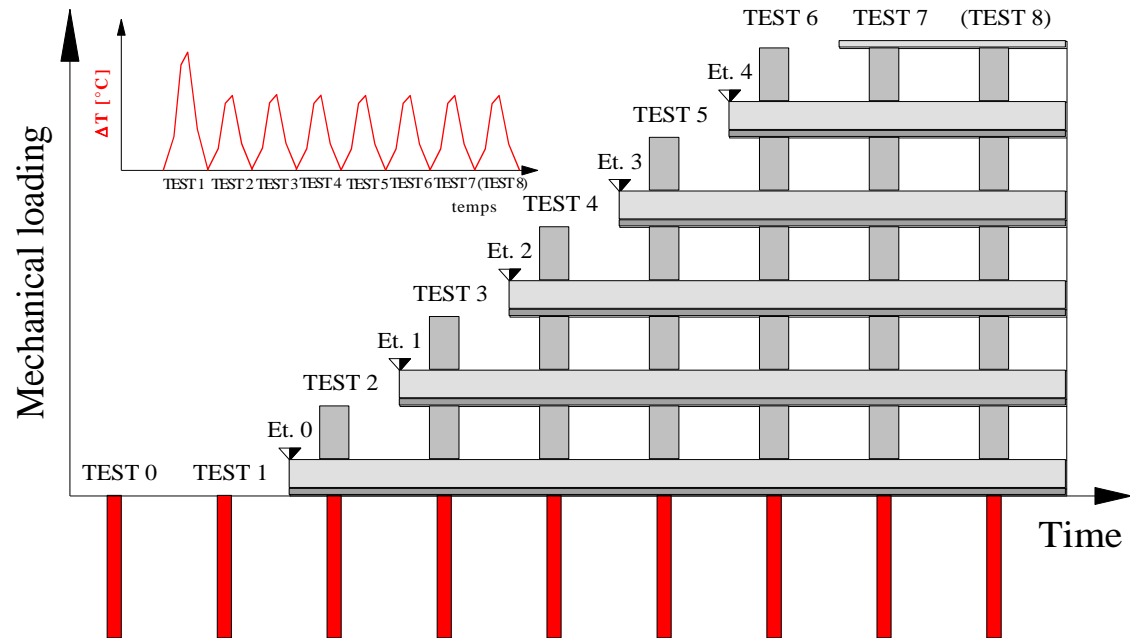 TEST 6 TEST 7 (TEST 8)
ΔT [°C]
Et. 4
TEST 5
Et. 3
TEST 1 TEST 2 TEST 3 TEST 4 TEST 5 TEST 6 TEST 7 (TEST 8)
temps
TEST 4
Et. 2
TEST 3
Et. 1
TEST 2
Et. 0
TEST 0 TEST 1
Mechanical loading
Time